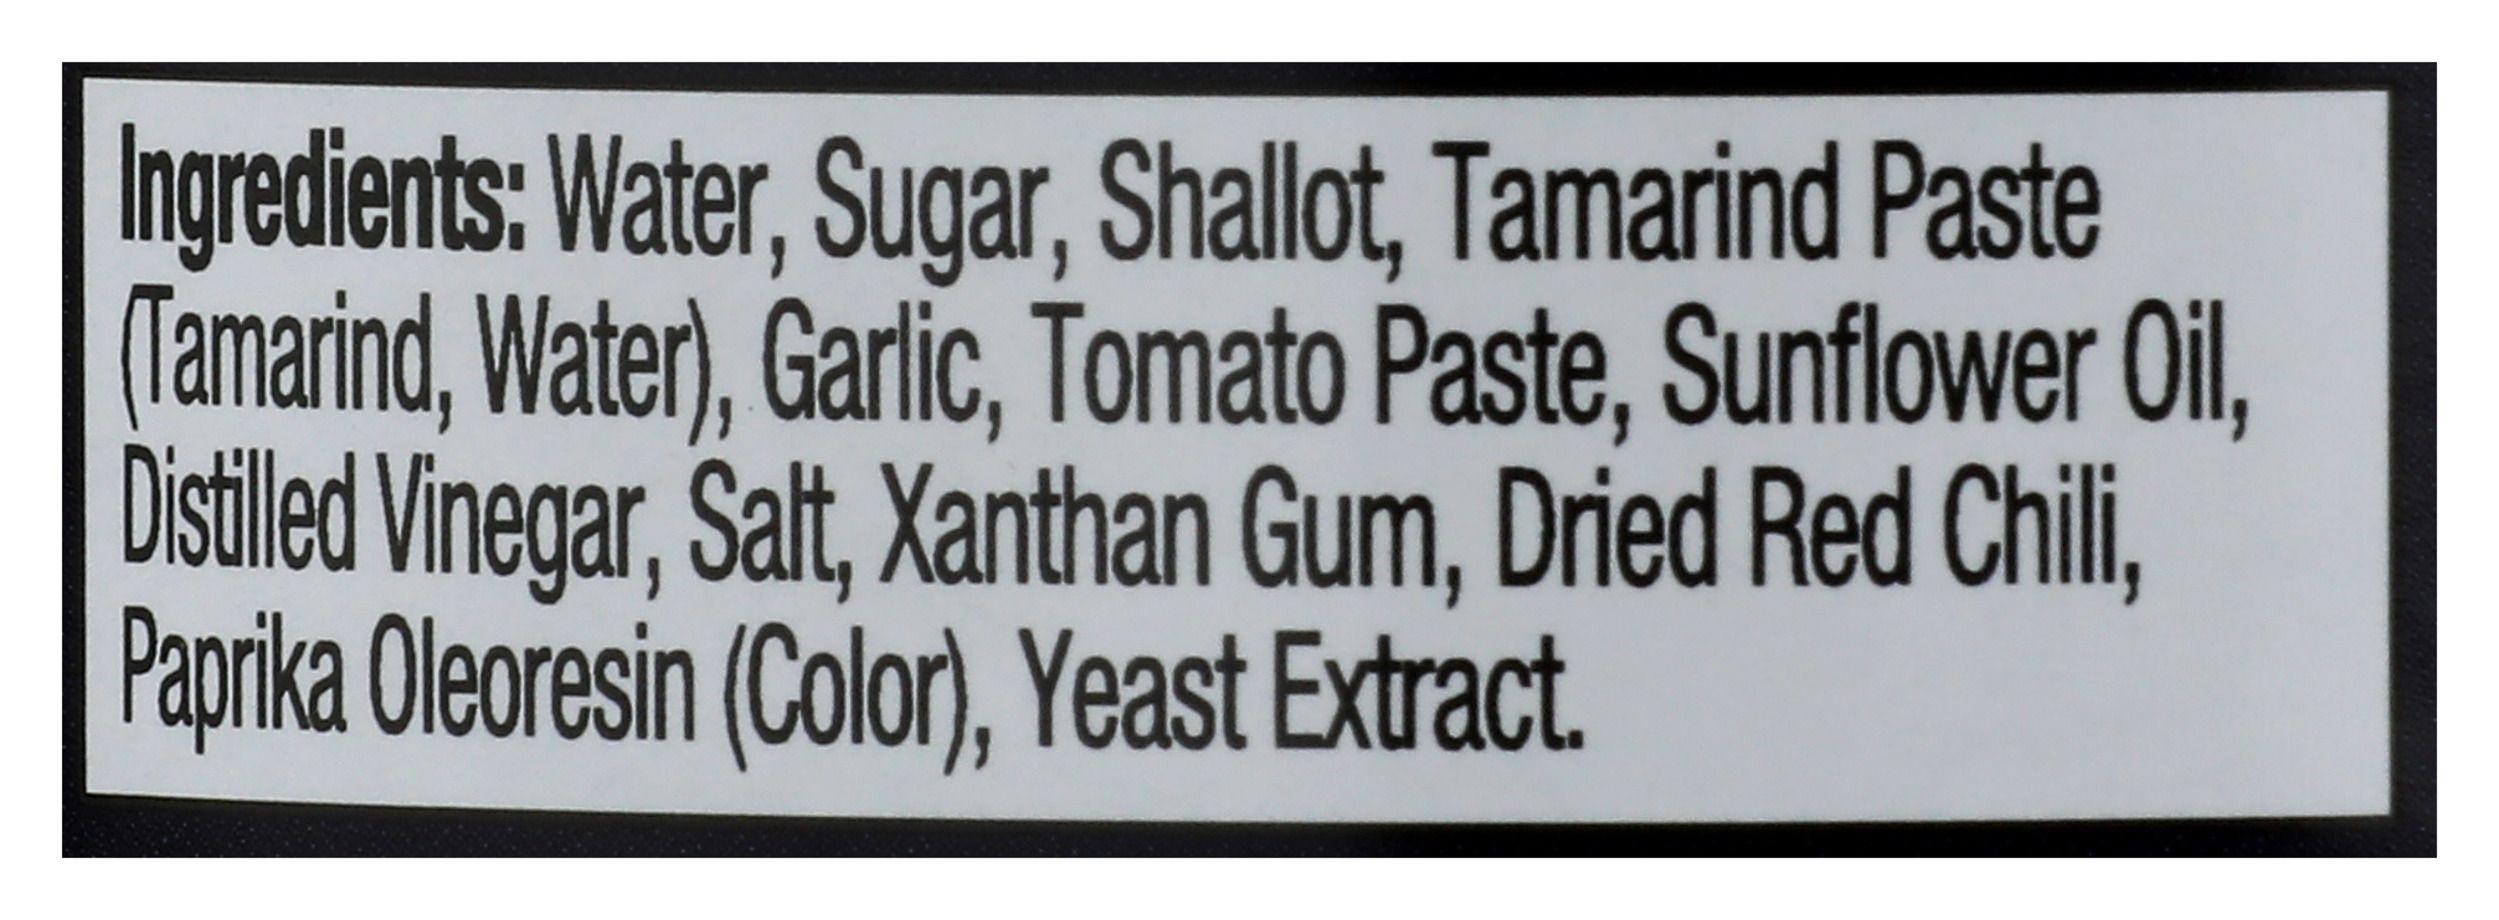 Ingredients: Water, Sugar, Shallot, Tamarind Paste
(Tamarind, Water), Garlic, Tomato Paste, Sunflower Oil,
Distilled Vinegar, Salt, Xanthan Gum, Dried Red Chili,
Paprika Oleoresin (Color), Yeast Extract.